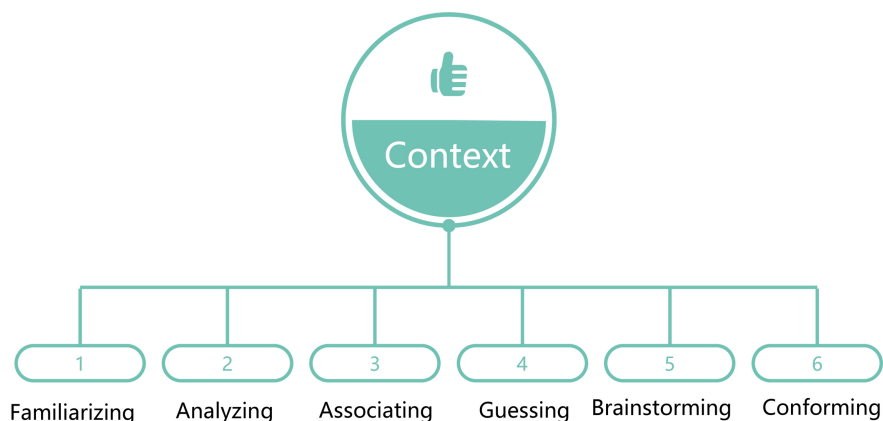 Context
1 2 3 4 5 6
Familiarizing Analyzing Associating Guessing Brainstorming Conforming